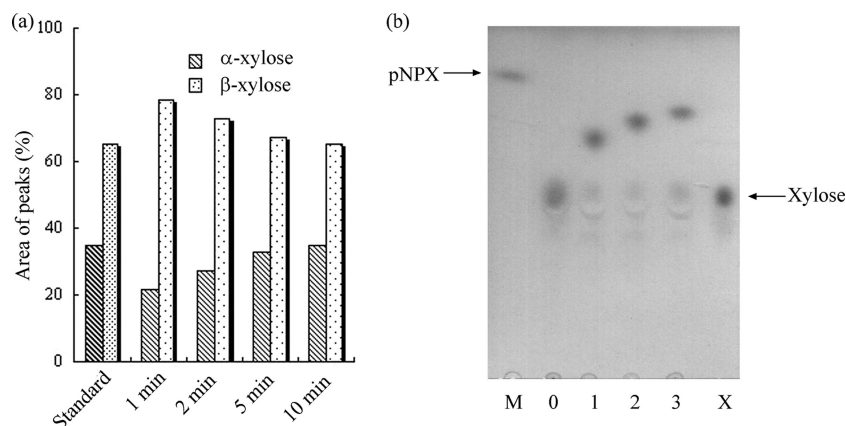 (a)
100
80
60
40
20
0
Area of peaks (%)
α-xylose
β-xylose
Standard
1 min
2 min
5 min
10 min
(b)
pNPX
Xylose
M 0 1 2 3 X